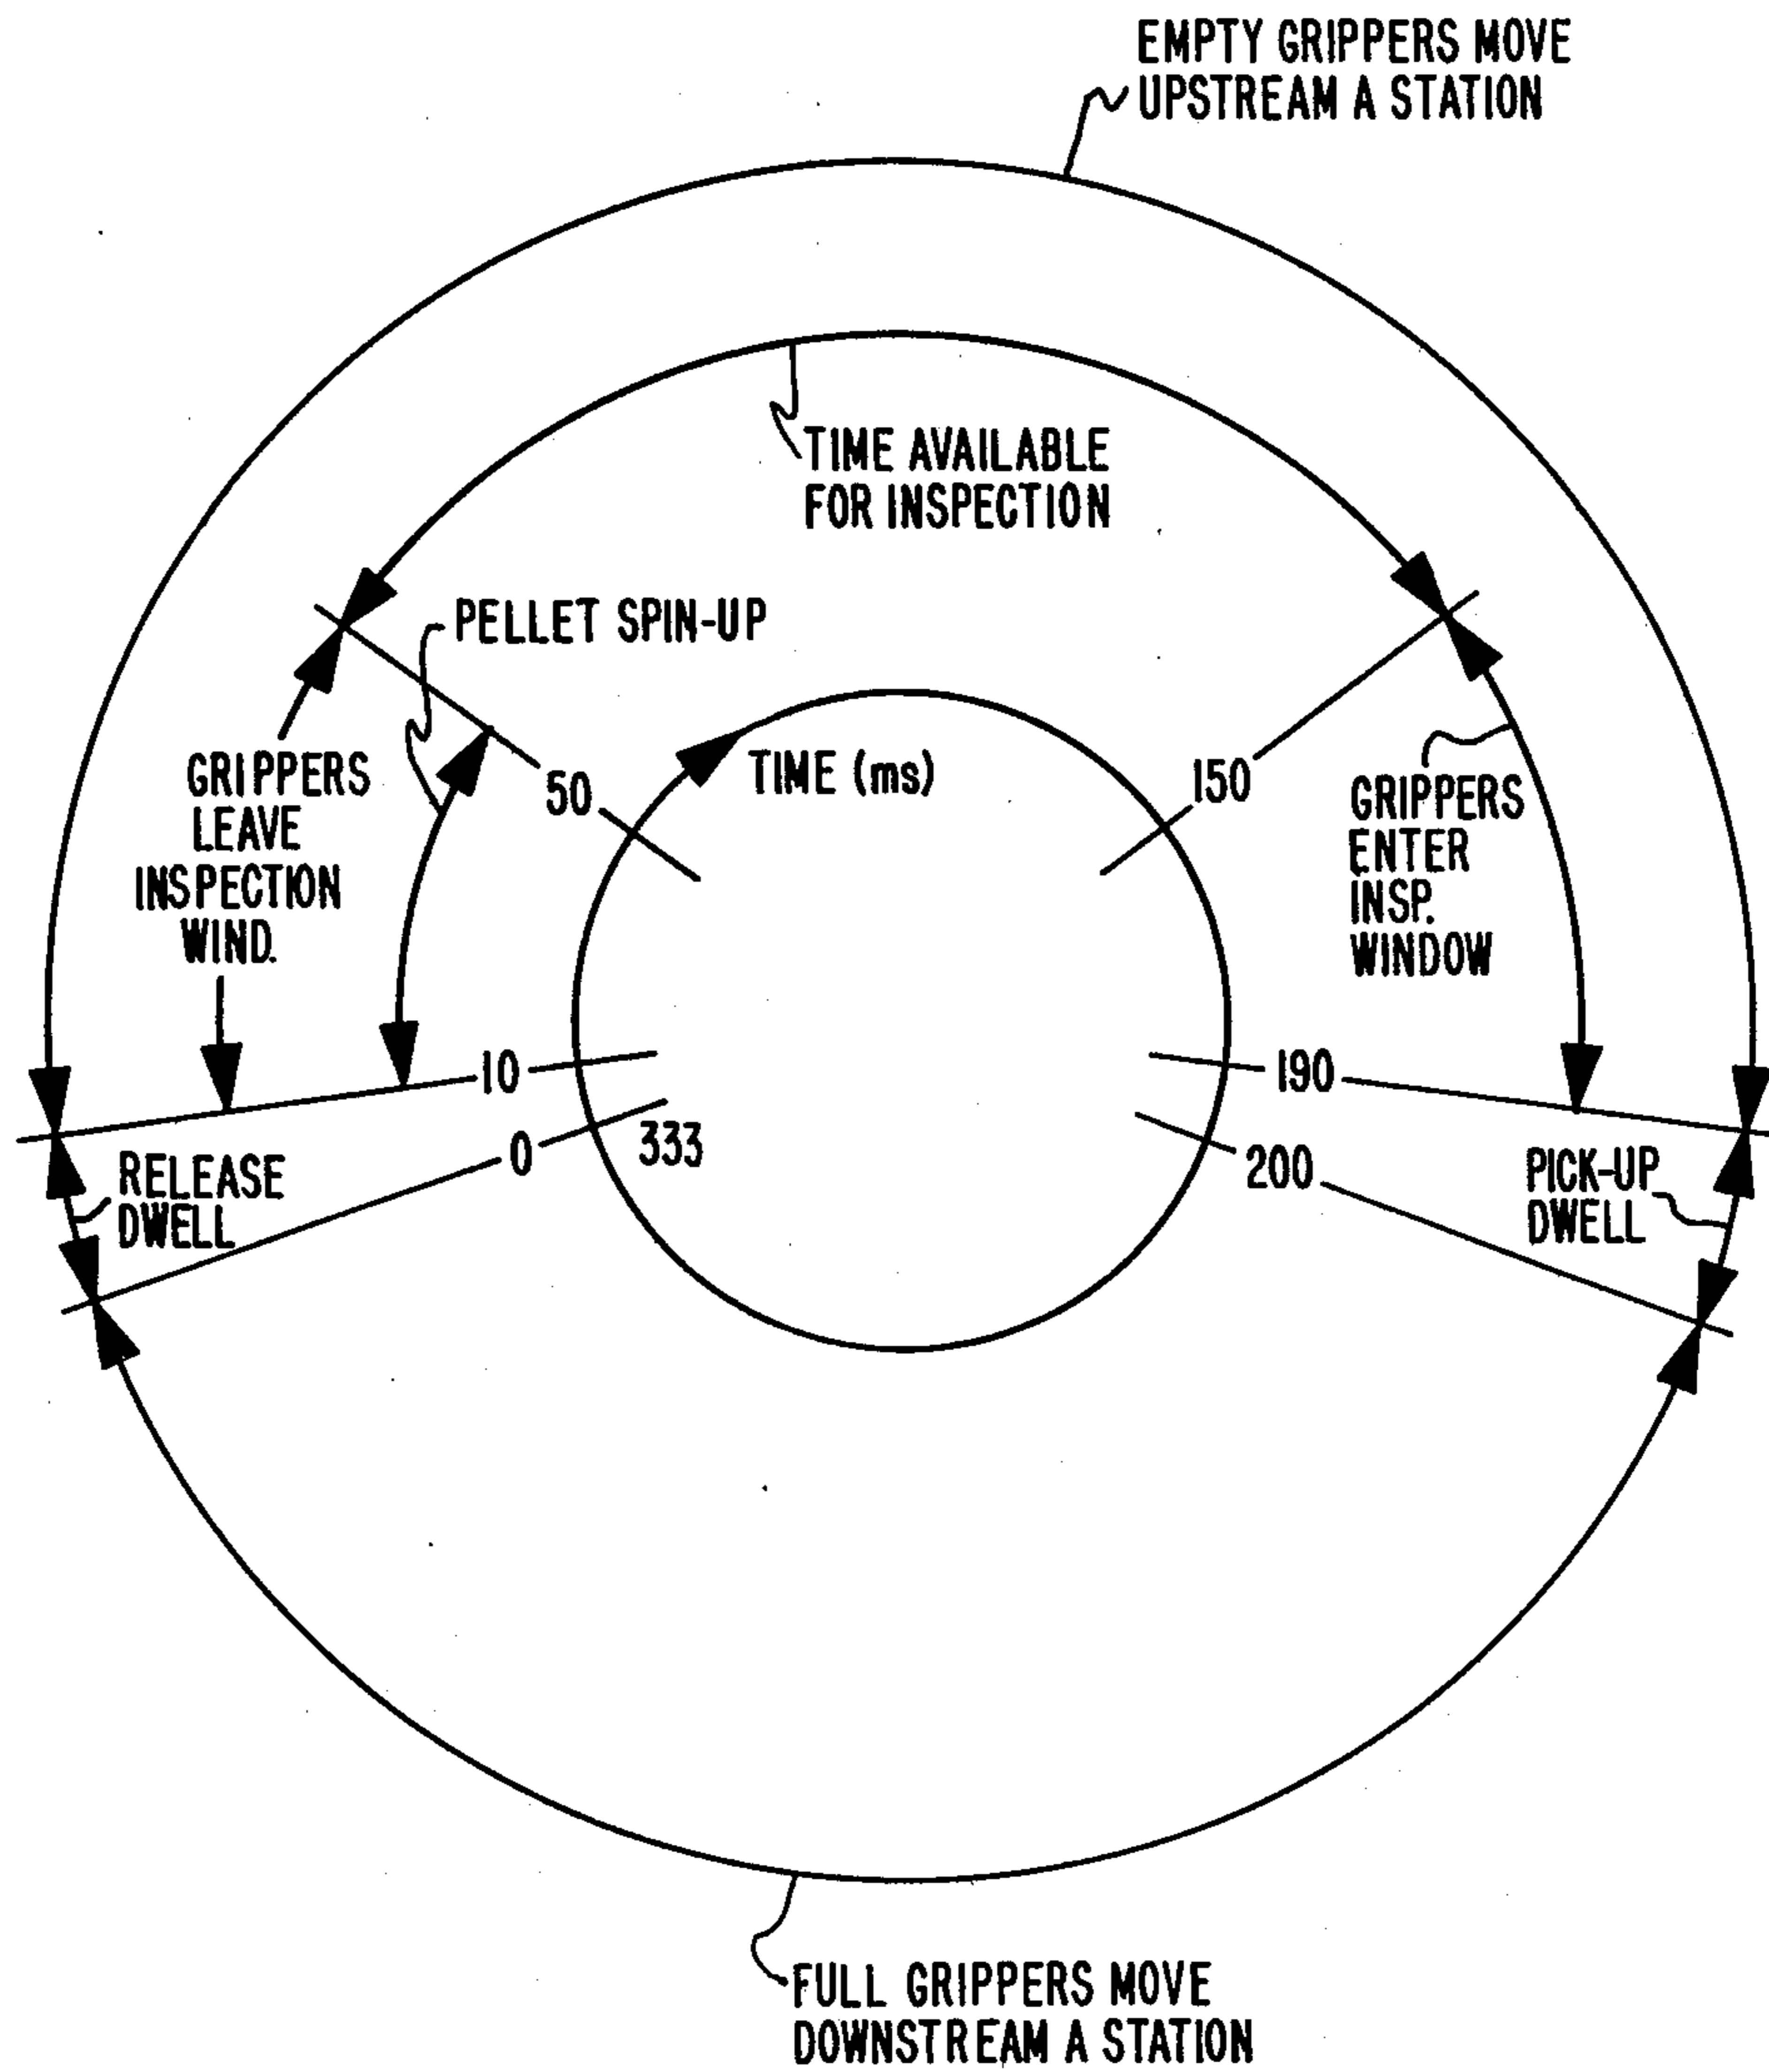 EMPTY GRIPPERS MOVE
UPSTREAM A STATION
TIME AVAILABLE
FOR INSPECTION
PELLET SPIN-UP
GRIPPERS
LEAVE
INSPECTION
WIND.
50
TIME (ms)
150
GRIPPERS
ENTER
INSP.
WINDOW
10
190
0
333
200
RELEASE
DWELL
PICK-UP
DWELL
FULL GRIPPERS MOVE
DOWNSTREAM A STATION